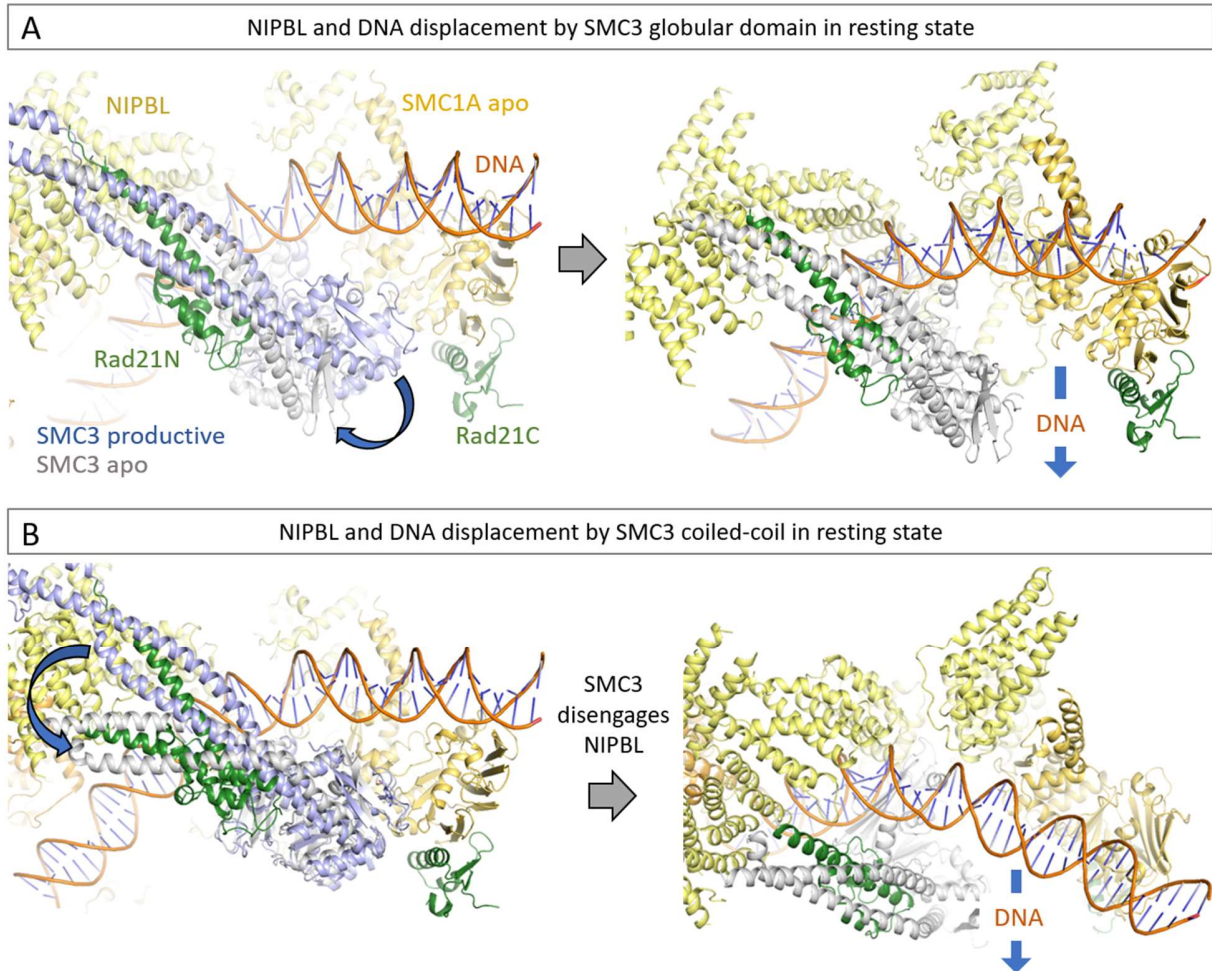 A
NIPBL and DNA displacement by SMC3 globular domain in resting state
NIPBL
SMC1A apo
DNA
Rad21N
Rad21C
SMC3 productive
SMC3 apo
DNA
B
NIPBL and DNA displacement by SMC3 coiled-coil in resting state
SMC3
disengages
NIPBL
DNA